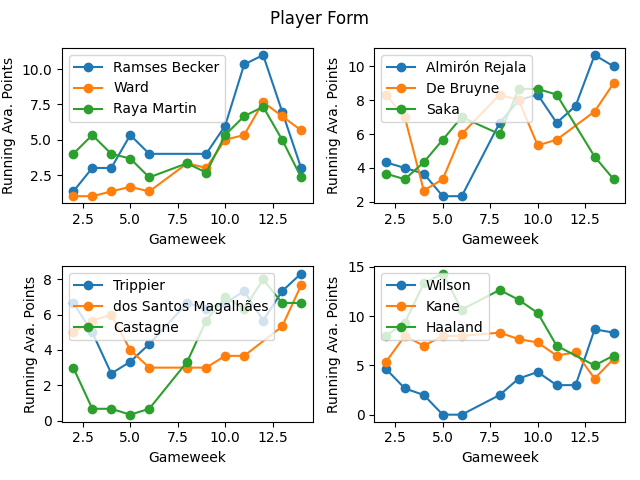 Player Form
Running Ava. Points
10.0
7.5
5.0
2.5
Ramses Becker
Ward
Raya Martin
2.5 5.0 7.5 10.0 12.5
Gameweek
Running Ava. Points
10
8
6
4
2
Almirón Rejala
De Bruyne
Saka
2.5 5.0 7.5 10.0 12.5
Gameweek
Running Ava. Points
8
6
4
2
0
Trippier
dos Santos Magalhães
Castagne
2.5 5.0 7.5 10.0 12.5
Gameweek
Running Ava. Points
15
10
5
0
Wilson
Kane
Haaland
2.5 5.0 7.5 10.0 12.5
Gameweek